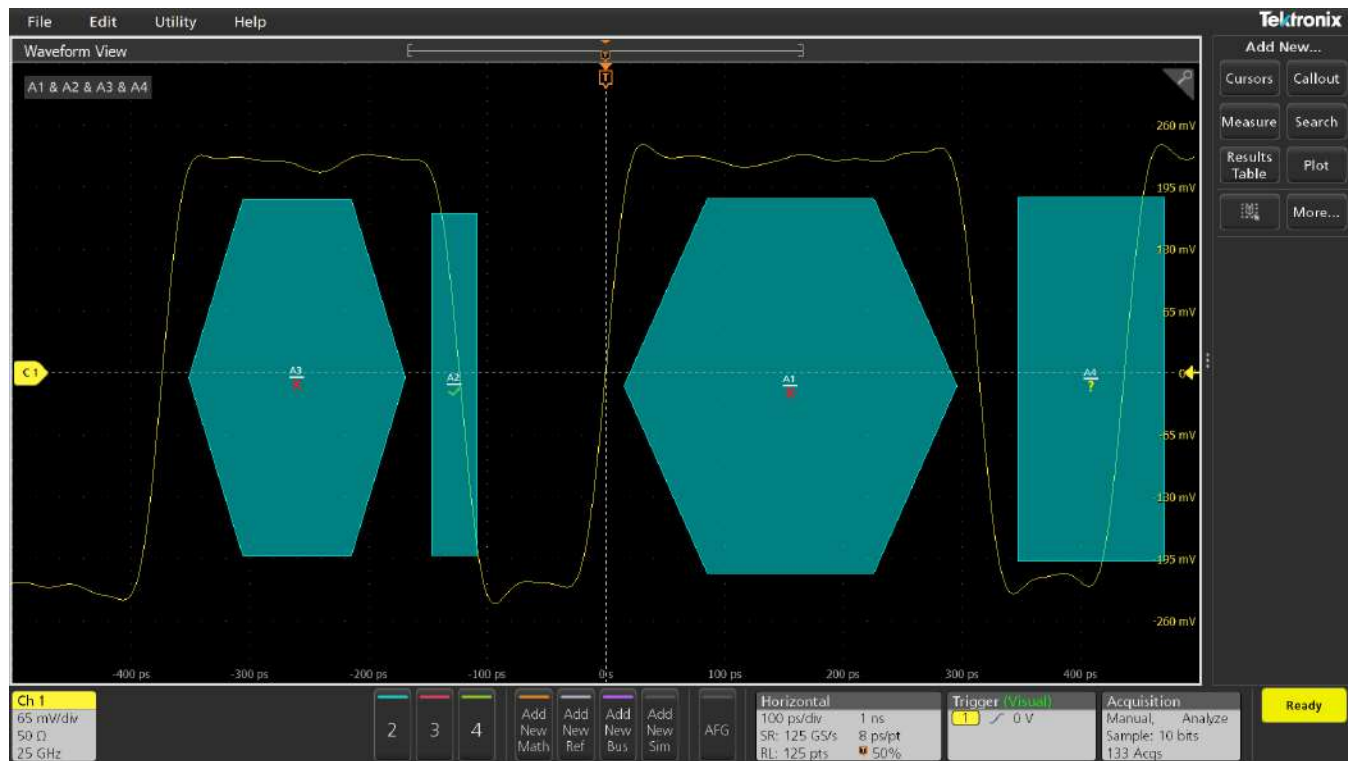 File Edit Utility Help
Tektronix
Waveform View
Add New...
A1 & A2 & A3 & A4
T
Cursors Callout
Measure Search
Results Table Plot
More...
260 mV
195 mV
130 mV
65 mV
0
-65 mV
-130 mV
-195 mV
-260 mV
C1
A3
A2
A1
A4
?
-400 ps -300 ps -200 ps -100 ps 0s 100 ps 200 ps 300 ps 400 ps
Ch 1
65 mV/div
50 Ω
25 GHz
2 3 4
Add New Math
Add New Ref
Add New Bus
Add New Sim
AFG
Horizontal
100 ps/div 1 ns
SR: 125 GS/s 8 ps/pt
RL: 125 pts 50%
Trigger (Visual)
1 0 V
Acquisition
Manual, Analyze
Sample: 10 bits
133 Acqs
Ready